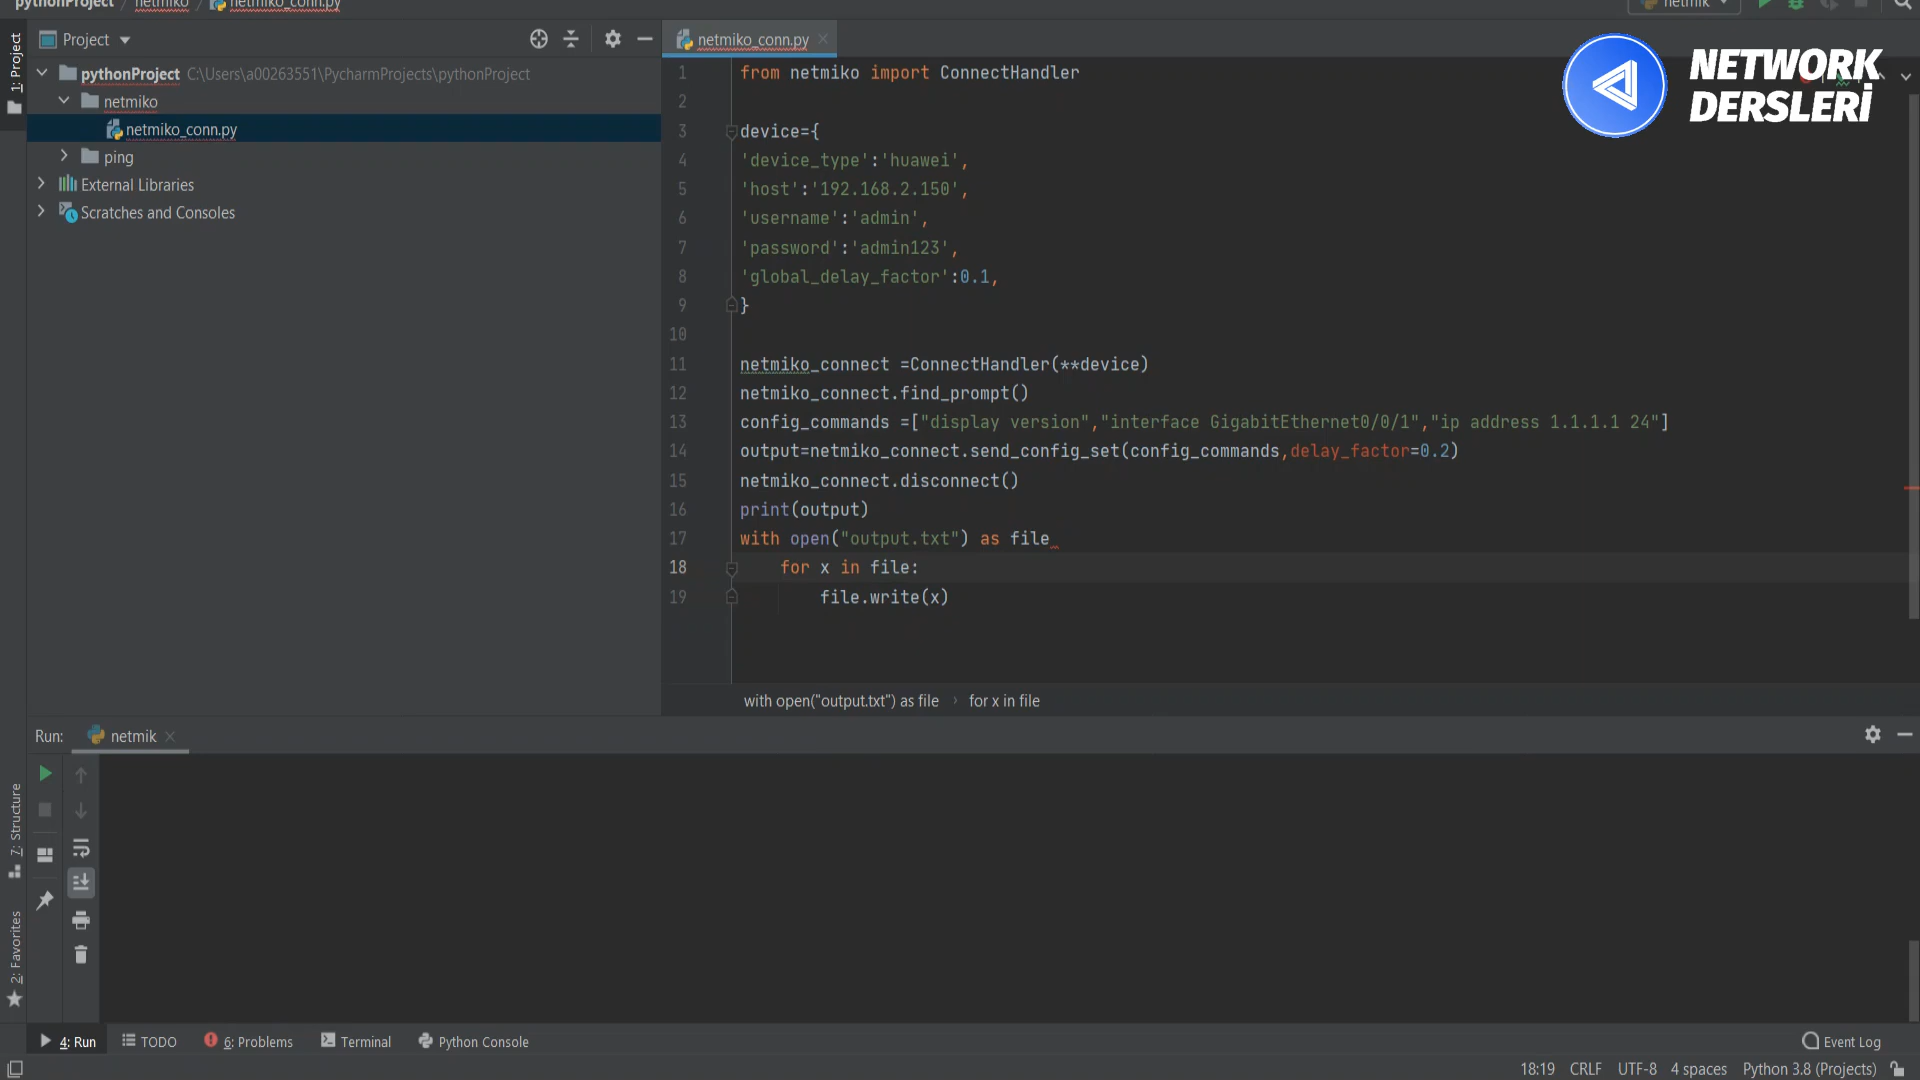 pythonProject / netmiko / netmiko_conn.py
netmik
1: Project
Project
pythonProject C:\Users\a00263551\PycharmProjects\pythonProject
netmiko
netmiko_conn.py
ping
External Libraries
Scratches and Consoles
netmiko_conn.py
NETWORK
DERSLERİ
1 from netmiko import ConnectHandler
2
3 device={
4 'device_type':'huawei',
5 'host':'192.168.2.150',
6 'username':'admin',
7 'password':'admin123',
8 'global_delay_factor':0.1,
9 }
10
11 netmiko_connect =ConnectHandler(**device)
12 netmiko_connect.find_prompt()
13 config_commands =["display version","interface GigabitEthernet0/0/1","ip address 1.1.1.1 24"]
14 output=netmiko_connect.send_config_set(config_commands,delay_factor=0.2)
15 netmiko_connect.disconnect()
16 print(output)
17 with open("output.txt") as file
18 for x in file:
19 file.write(x)
with open("output.txt") as file › for x in file
Run: netmik
7: Structure
2: Favorites
4: Run TODO 6: Problems Terminal Python Console Event Log
18:19 CRLF UTF-8 4 spaces Python 3.8 (Projects)